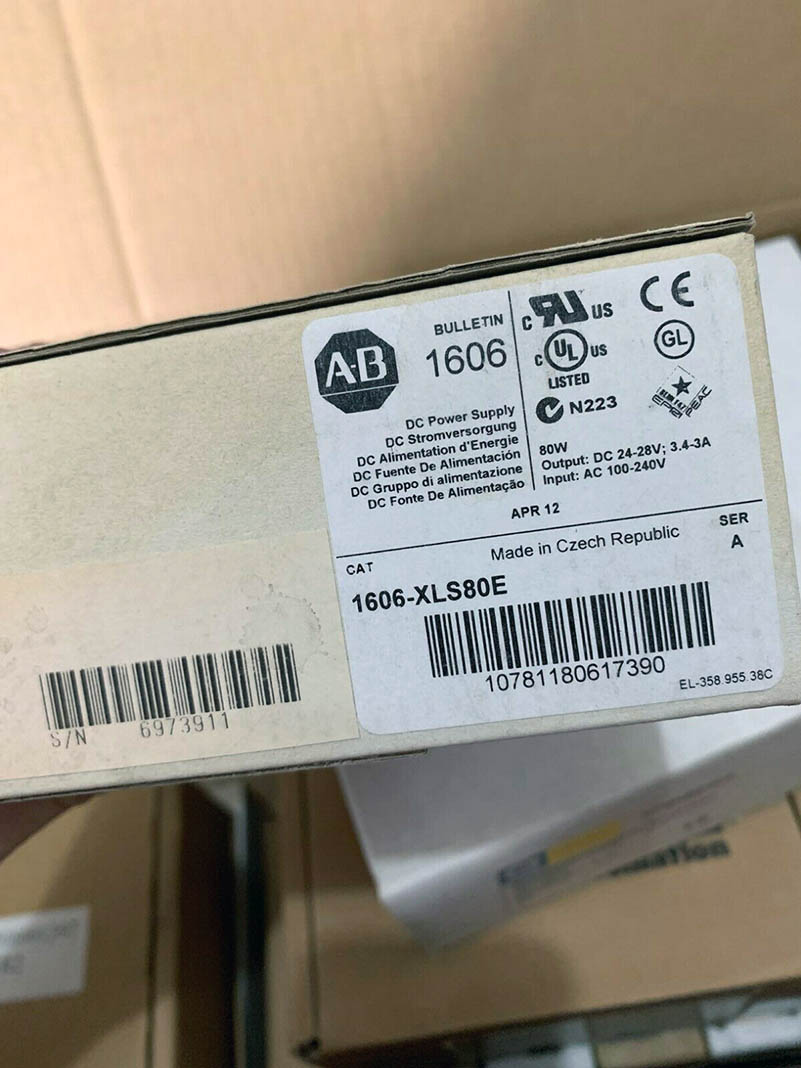 A-B
BULLETIN
1606
DC Power Supply
DC Stromversorgung
DC Alimentation d'Energie
DC Fuente De Alimentación
DC Gruppo di alimentazione
DC Fonte De Alimentação
C RU US
CE
C UL US
LISTED
GL
N223
80W
Output: DC 24-28V; 3.4-3A
Input: AC 100-240V
APR 12
Made in Czech Republic
SER
A
CAT
1606-XLS80E
10781180617390
EL-358.955.38C
S/N 6973911